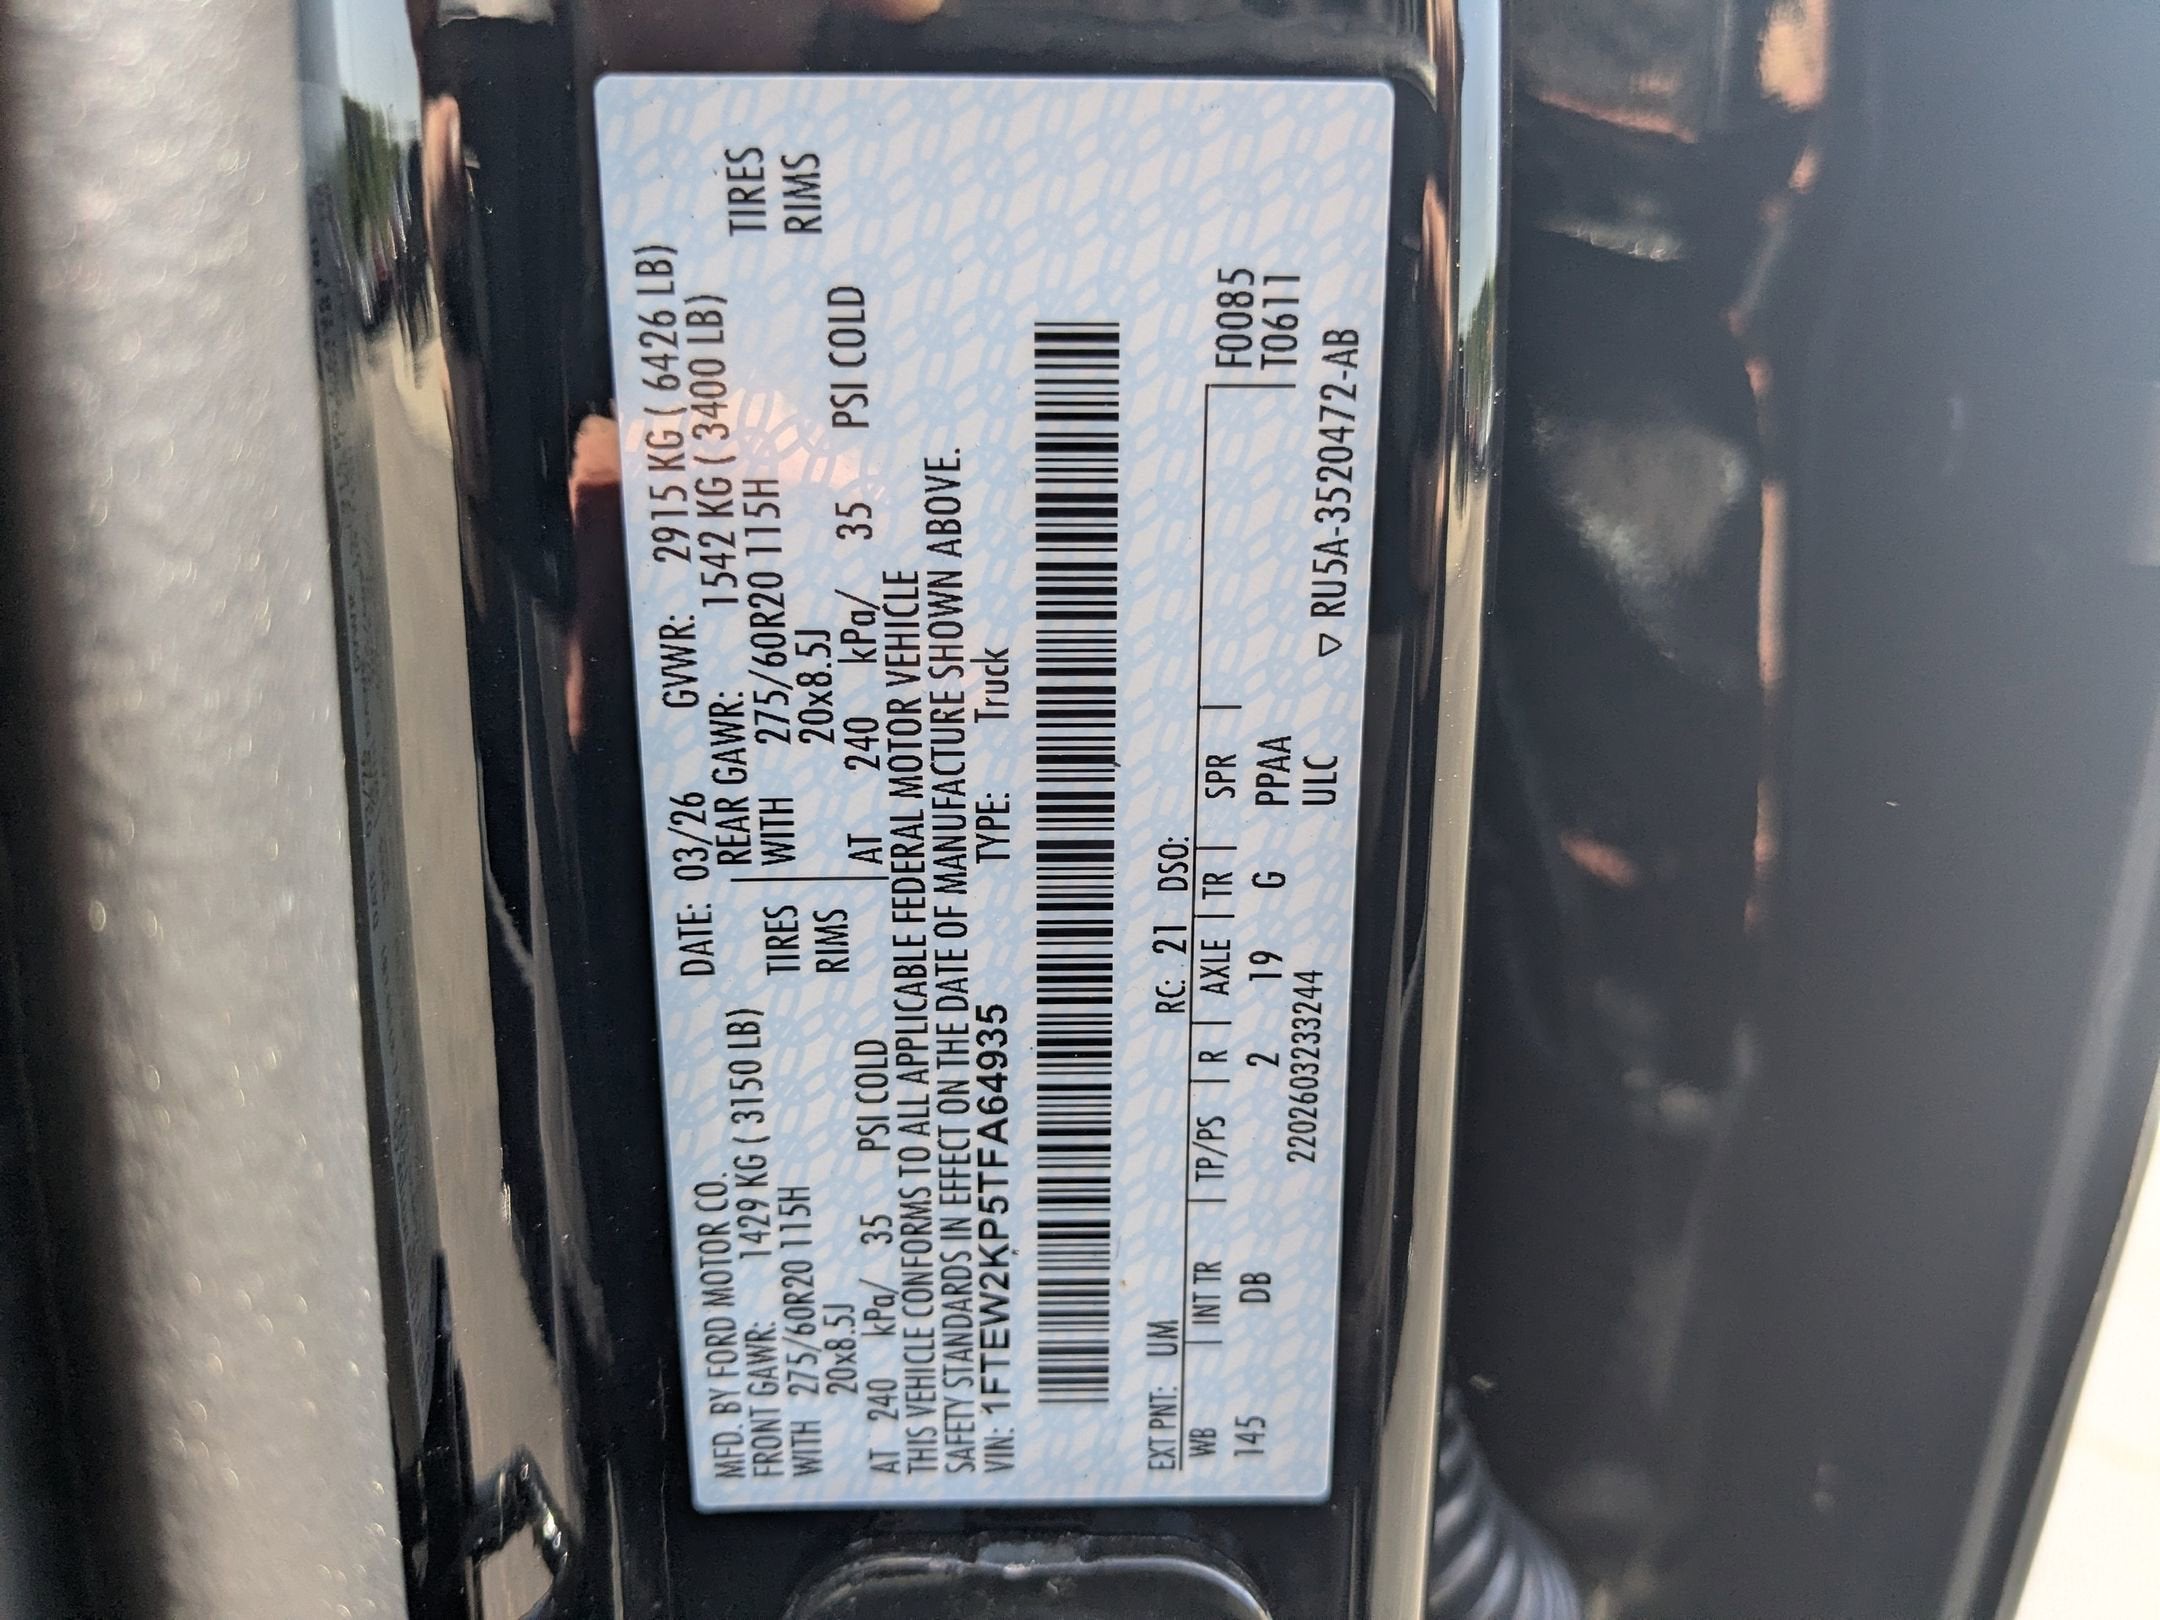 MFD. BY FORD MOTOR CO. DATE: 03/26 GVWR: 2915 KG ( 6426 LB)
FRONT GAWR: 1429 KG ( 3150 LB) REAR GAWR: 1542 KG ( 3400 LB)
WITH 275/60R20 115H TIRES WITH 275/60R20 115H TIRES
20x8.5J RIMS 20x8.5J RIMS
AT 240 kPa/ 35 PSI COLD AT 240 kPa/ 35 PSI COLD
THIS VEHICLE CONFORMS TO ALL APPLICABLE FEDERAL MOTOR VEHICLE
SAFETY STANDARDS IN EFFECT ON THE DATE OF MANUFACTURE SHOWN ABOVE.
VIN: 1FTEW2KP5TFA64935 TYPE: Truck
EXT PNT: UM RC: 21 DSO:
WB INT TR TP/PS R AXLE TR SPR F0085
145 DB 2 19 G PPAA T0611
2202603233244 ULC RU5A-3520472-AB